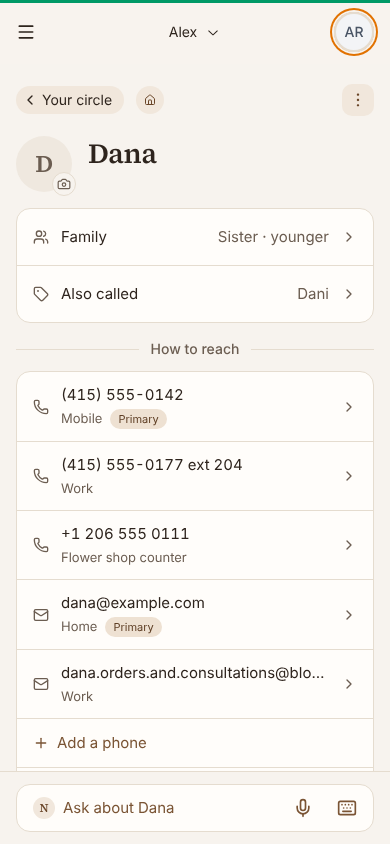 Alex
AR
Your circle
D
Dana
Family
Sister · younger
Also called
Dani
How to reach
(415) 555-0142
Mobile
Primary
(415) 555-0177 ext 204
Work
+1 206 555 0111
Flower shop counter
dana@example.com
Home
Primary
dana.orders.and.consultations@blo...
Work
Add a phone
N
Ask about Dana